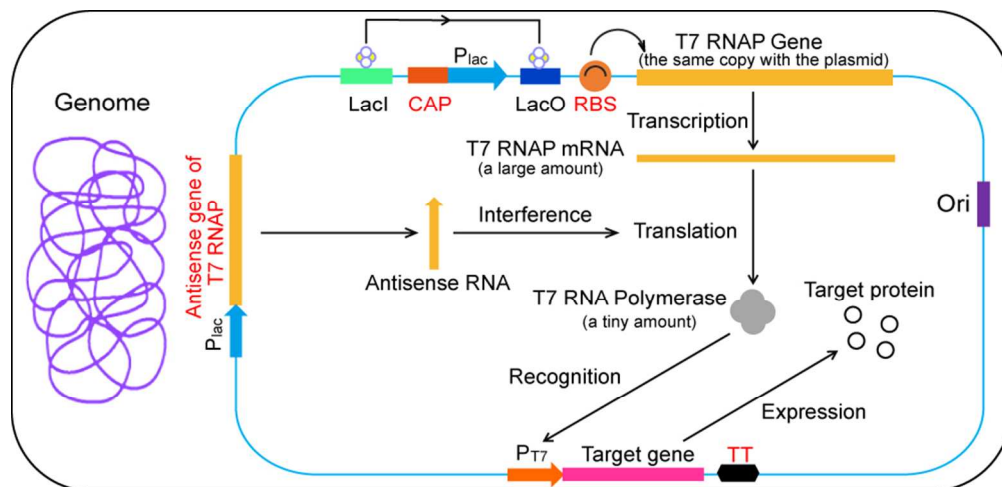 Genome
Plac
LacI
CAP
LacO
RBS
T7 RNAP Gene
(the same copy with the plasmid)
Transcription
T7 RNAP mRNA
(a large amount)
Antisense gene of
T7 RNAP
Plac
Antisense RNA
Interference
Translation
Ori
T7 RNA Polymerase
(a tiny amount)
Target protein
Recognition
Expression
PT7
Target gene
TT